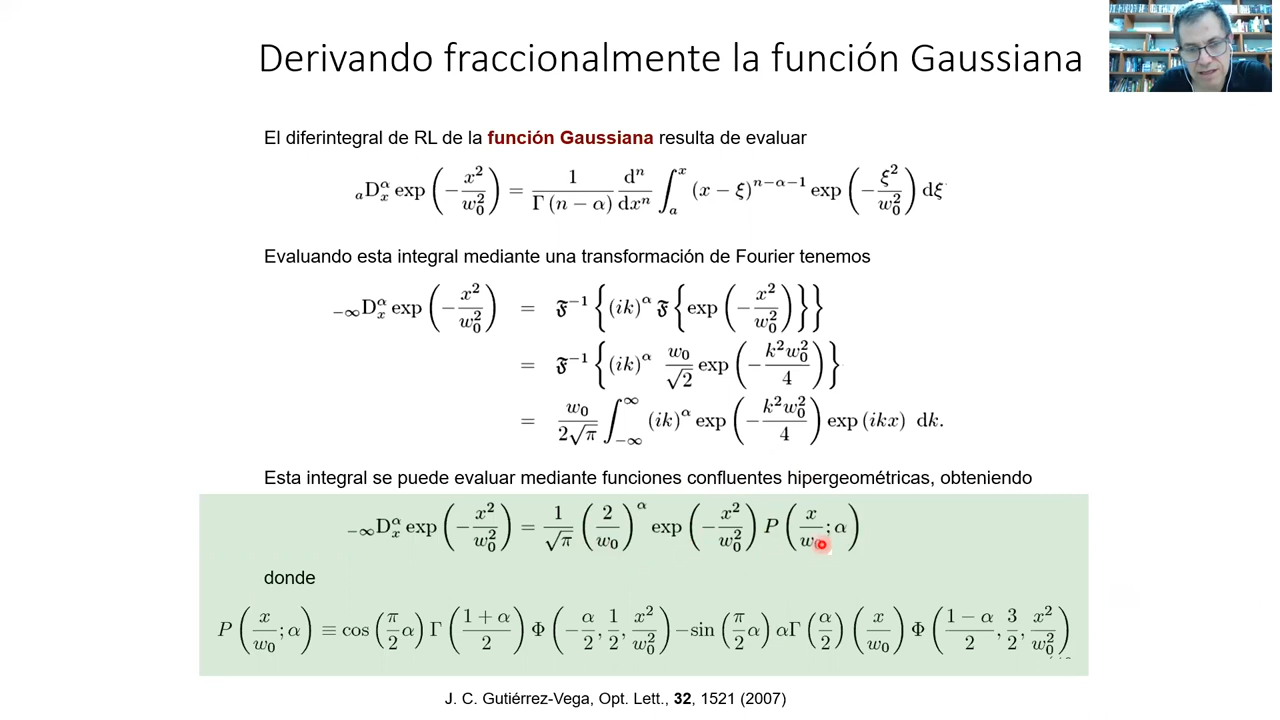 Derivando fraccionalmente la función Gaussiana
El diferintegral de RL de la función Gaussiana resulta de evaluar
${}_{a}\mathrm{D}_{x}^{\alpha} \exp\left(-\frac{x^2}{w_0^2}\right) = \frac{1}{\Gamma(n-\alpha)} \frac{\mathrm{d}^n}{\mathrm{d}x^n} \int_a^x (x-\xi)^{n-\alpha-1} \exp\left(-\frac{\xi^2}{w_0^2}\right) \mathrm{d}\xi$
Evaluando esta integral mediante una transformación de Fourier tenemos
${}_{-\infty}\mathrm{D}_{x}^{\alpha} \exp\left(-\frac{x^2}{w_0^2}\right) = \mathfrak{F}^{-1}\left\{(ik)^{\alpha} \mathfrak{F}\left\{\exp\left(-\frac{x^2}{w_0^2}\right)\right\}\right\}$
$= \mathfrak{F}^{-1}\left\{(ik)^{\alpha} \frac{w_0}{\sqrt{2}} \exp\left(-\frac{k^2 w_0^2}{4}\right)\right\}$
$= \frac{w_0}{2\sqrt{\pi}} \int_{-\infty}^{\infty} (ik)^{\alpha} \exp\left(-\frac{k^2 w_0^2}{4}\right) \exp(ikx) \ \mathrm{d}k.$
Esta integral se puede evaluar mediante funciones confluentes hipergeométricas, obteniendo
${}_{-\infty}\mathrm{D}_{x}^{\alpha} \exp\left(-\frac{x^2}{w_0^2}\right) = \frac{1}{\sqrt{\pi}} \left(\frac{2}{w_0}\right)^{\alpha} \exp\left(-\frac{x^2}{w_0^2}\right) P\left(\frac{x}{w_0};\alpha\right)$
donde
$P\left(\frac{x}{w_0};\alpha\right) \equiv \cos\left(\frac{\pi}{2}\alpha\right) \Gamma\left(\frac{1+\alpha}{2}\right) \Phi\left(-\frac{\alpha}{2},\frac{1}{2},\frac{x^2}{w_0^2}\right) - \sin\left(\frac{\pi}{2}\alpha\right) \alpha\Gamma\left(\frac{\alpha}{2}\right) \left(\frac{x}{w_0}\right) \Phi\left(\frac{1-\alpha}{2},\frac{3}{2},\frac{x^2}{w_0^2}\right)$
J. C. Gutiérrez-Vega, Opt. Lett., 32, 1521 (2007)